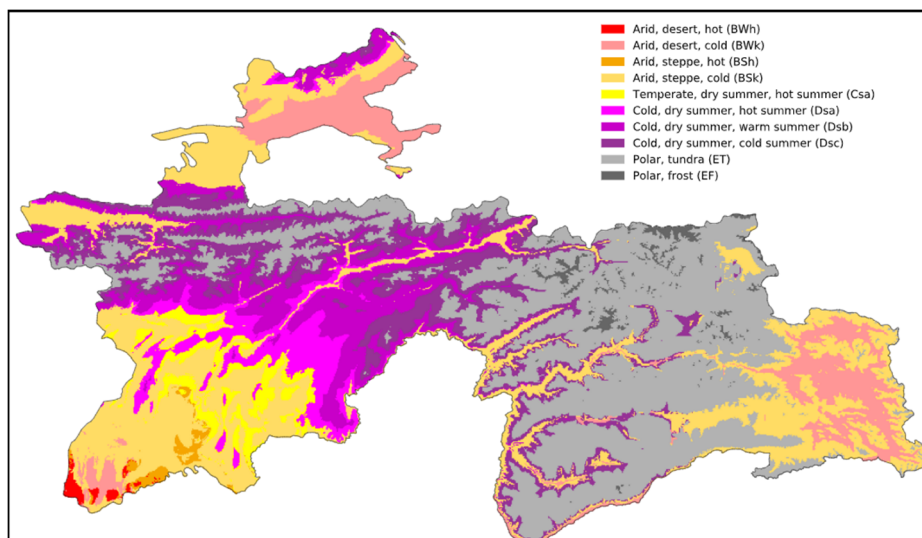 Arid, desert, hot (BWh)
Arid, desert, cold (BWk)
Arid, steppe, hot (BSh)
Arid, steppe, cold (BSk)
Temperate, dry summer, hot summer (Csa)
Cold, dry summer, hot summer (Dsa)
Cold, dry summer, warm summer (Dsb)
Cold, dry summer, cold summer (Dsc)
Polar, tundra (ET)
Polar, frost (EF)